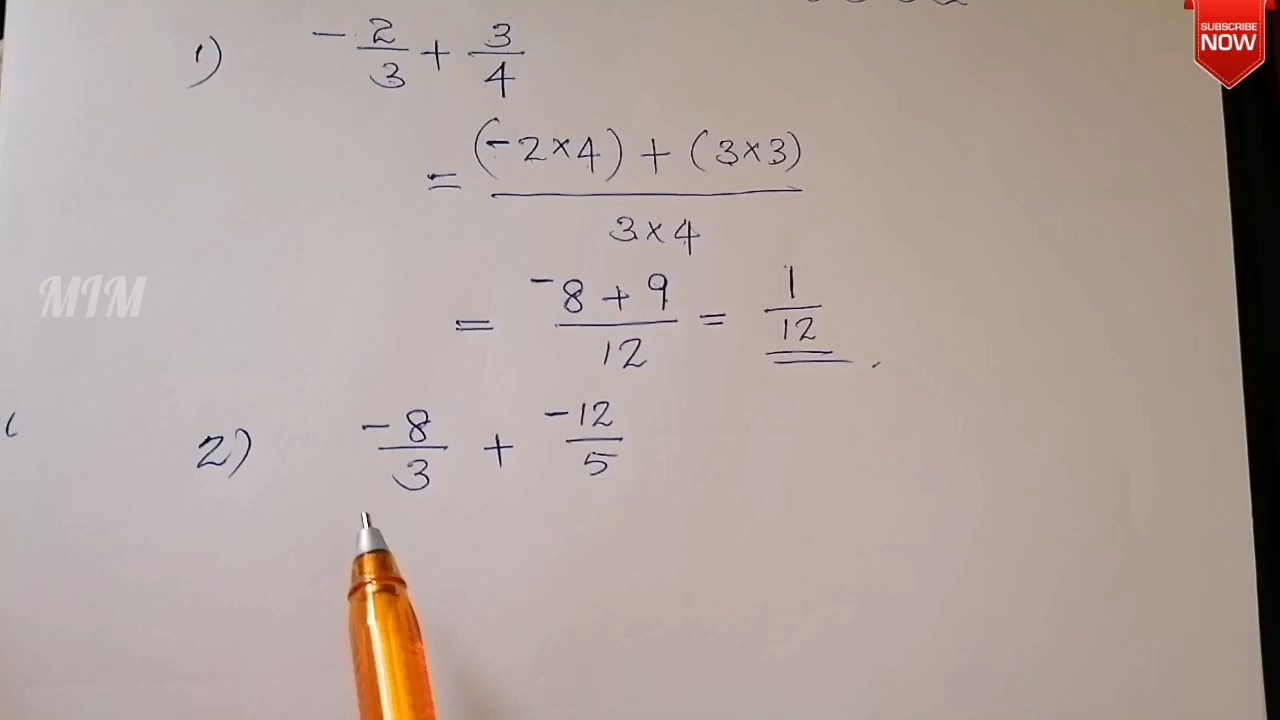 SUBSCRIBE
NOW
1) -2/3 + 3/4
= (-2×4) + (3×3) / 3×4
MIM
= -8 + 9 / 12 = 1/12 .
2) -8/3 + -12/5